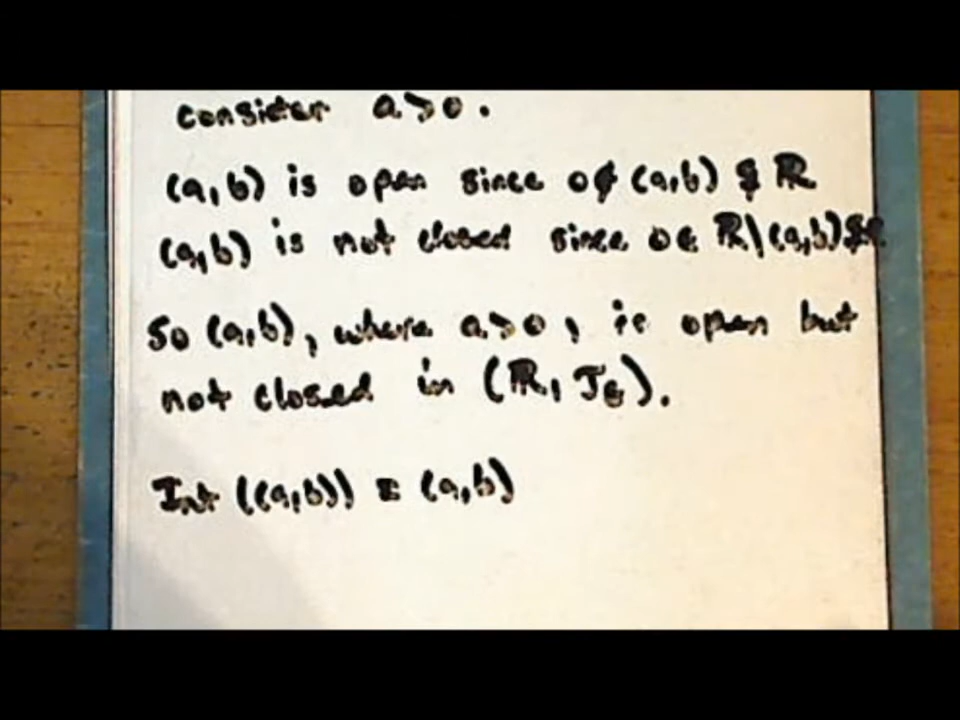 consider a>0.
(a,b) is open since 0∉ (a,b) ⊊ ℝ
(a,b) is not closed since 0∈ ℝ\(a,b)⊊ℝ
So (a,b), where a>0, is open but
not closed in (ℝ, T_E).
Int ((a,b)) = (a,b)